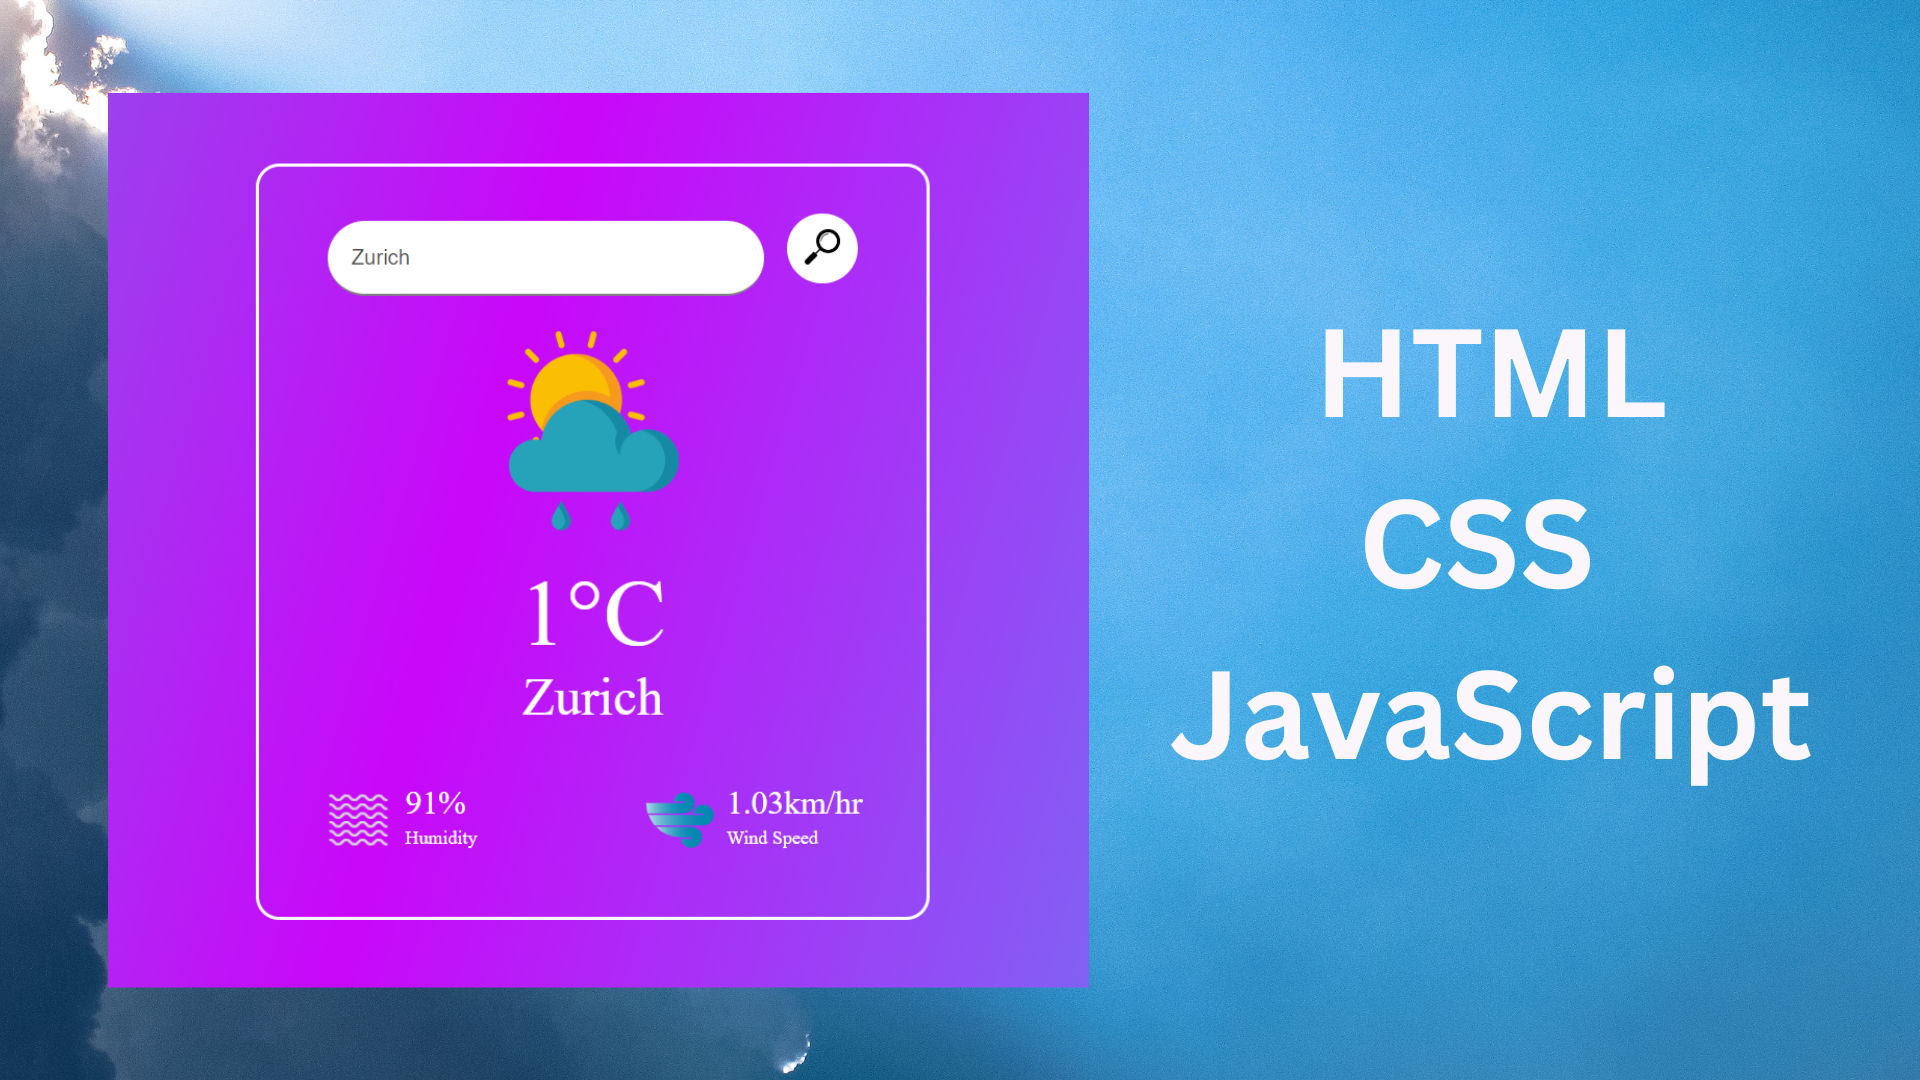 Zurich
1°C
Zurich
91%
Humidity
1.03km/hr
Wind Speed
HTML
CSS
JavaScript